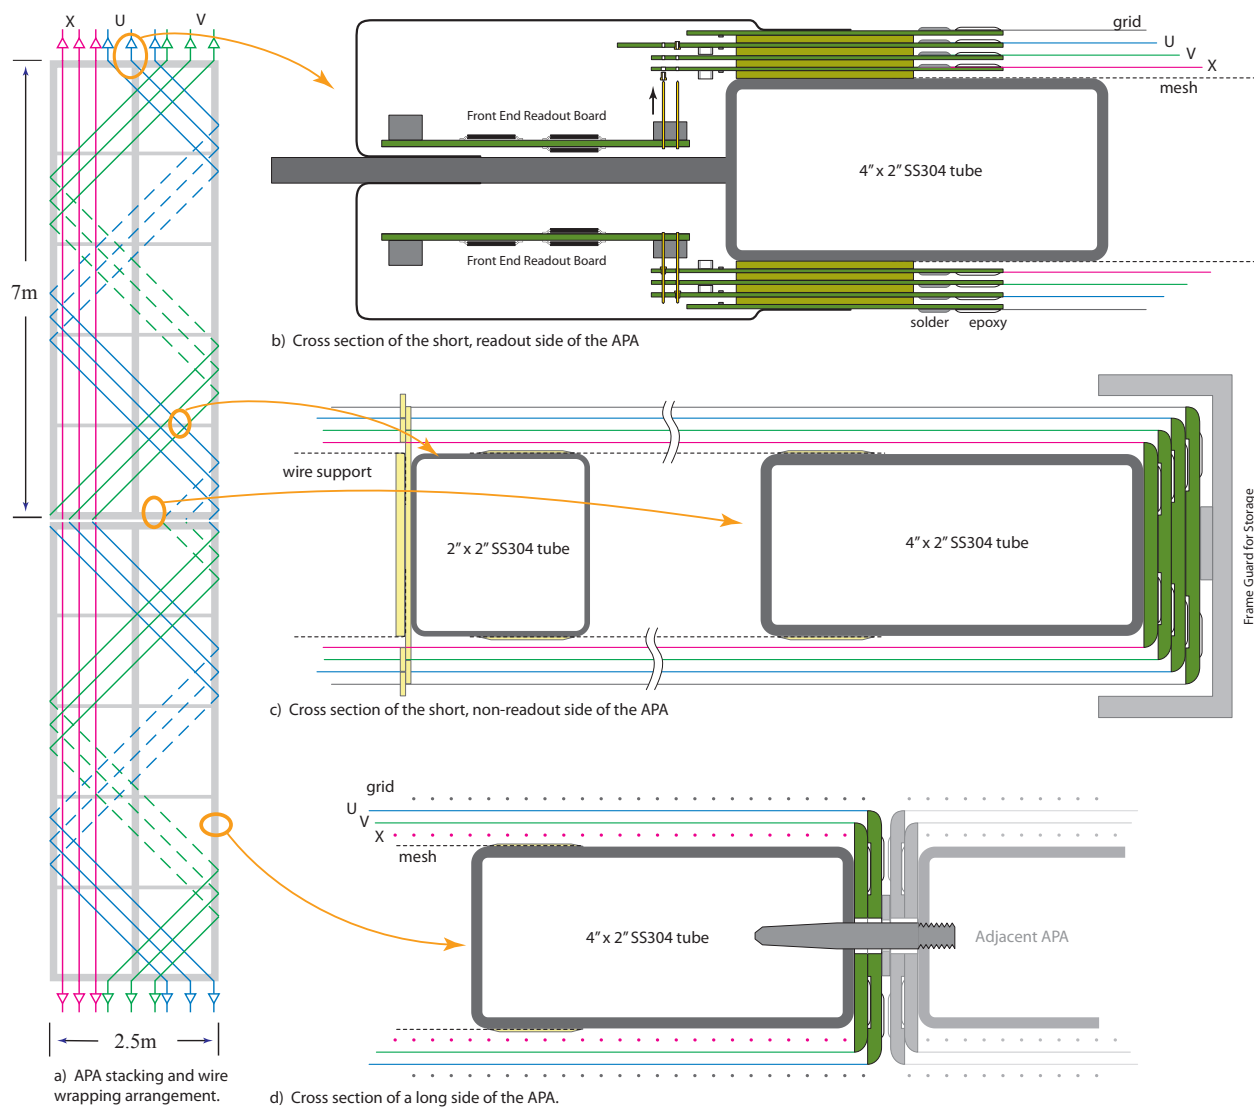 X U V
7m
2.5m
a) APA stacking and wire
wrapping arrangement.
grid
U
V
X
mesh
Front End Readout Board
4” x 2” SS304 tube
Front End Readout Board
solder epoxy
b) Cross section of the short, readout side of the APA
wire support
2” x 2” SS304 tube
4” x 2” SS304 tube
Frame Guard for Storage
c) Cross section of the short, non-readout side of the APA
grid
U
V
X
mesh
4” x 2” SS304 tube
Adjacent APA
d) Cross section of a long side of the APA.